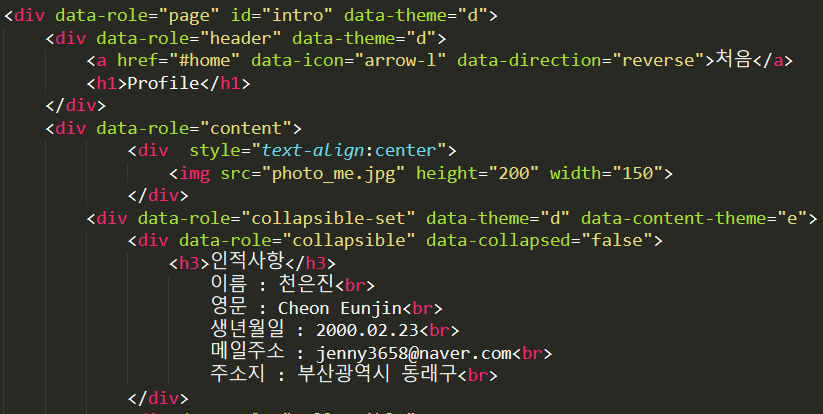 <div data-role="page" id="intro" data-theme="d">
<div data-role="header" data-theme="d">
<a href="#home" data-icon="arrow-l" data-direction="reverse">처음</a>
<h1>Profile</h1>
</div>
<div data-role="content">
<div  style="text-align:center">
<img src="photo_me.jpg" height="200" width="150">
</div>
<div data-role="collapsible-set" data-theme="d" data-content-theme="e">
<div data-role="collapsible" data-collapsed="false">
<h3>인적사항</h3>
이름 : 천은진<br>
영문 : Cheon Eunjin<br>
생년월일 : 2000.02.23<br>
메일주소 : jenny3658@naver.com<br>
주소지 : 부산광역시 동래구<br>
</div>